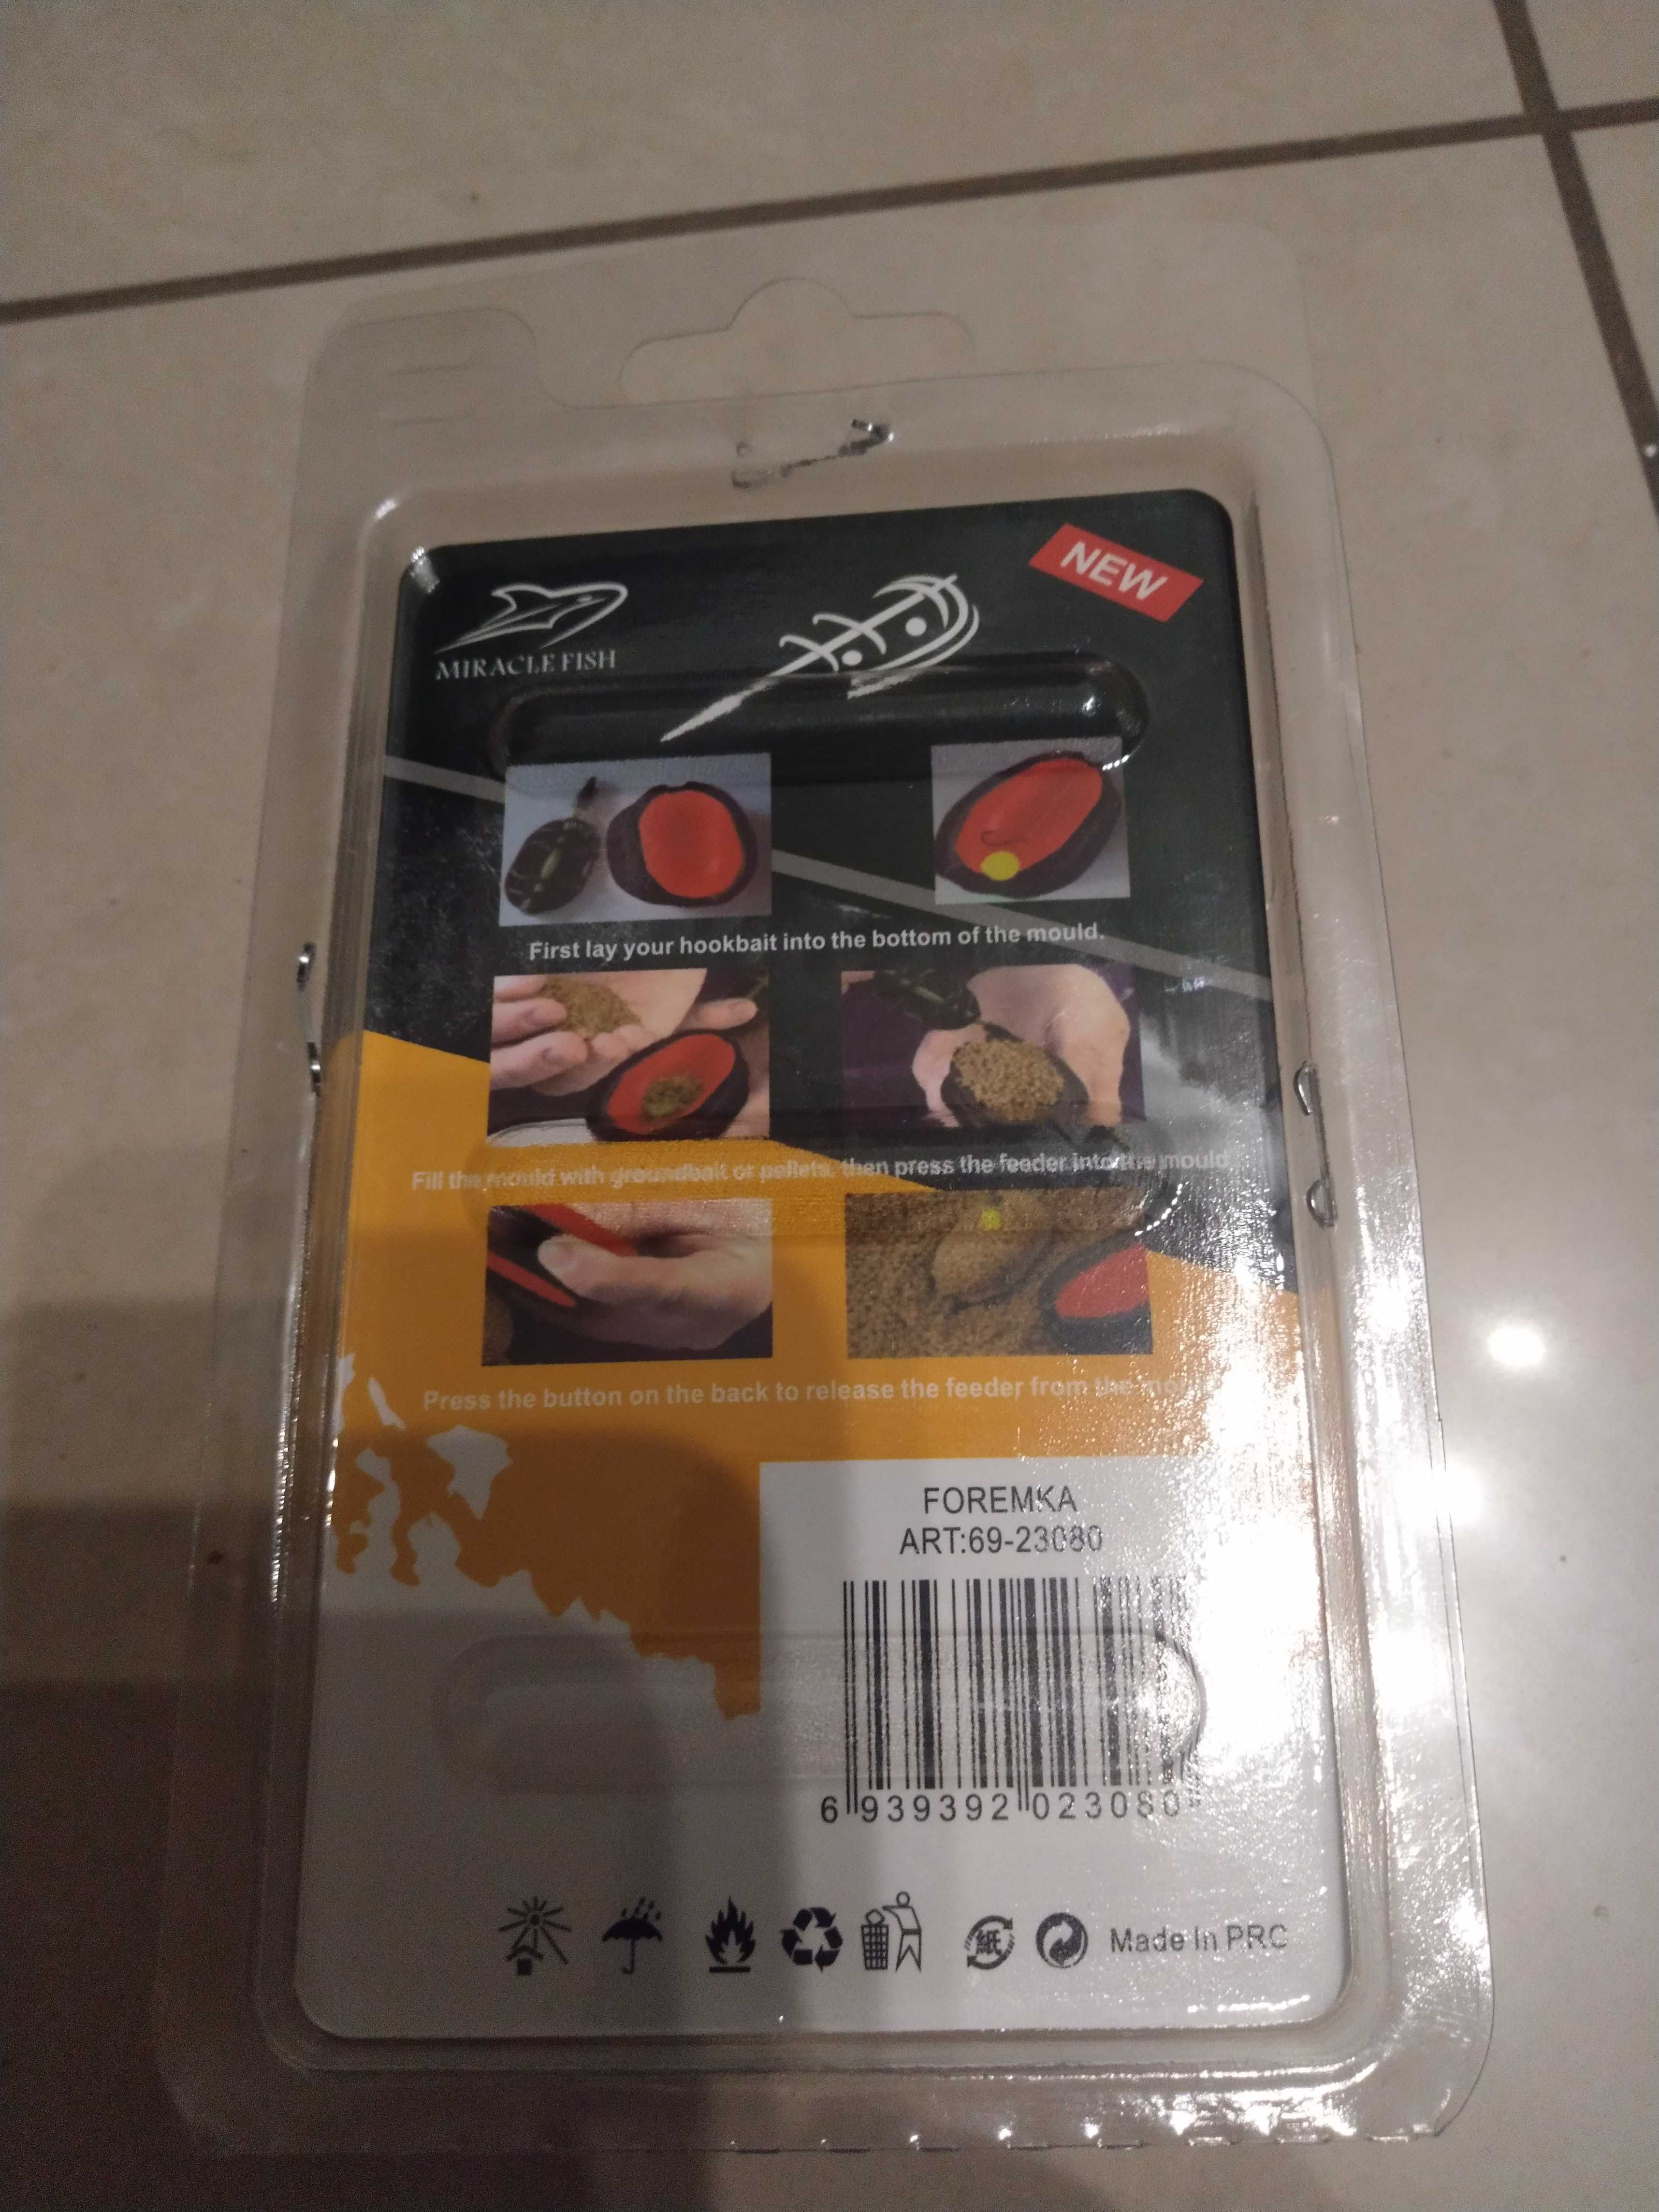 NEW
MIRACLE FISH
First lay your hookbait into the bottom of the mould.
Fill the mould with groundbait or pellets, then press the feeder into the mould
Press the button on the back to release the feeder from the
FOREMKA
ART:69-23080
6 939392 023080
紙
Made In PRC